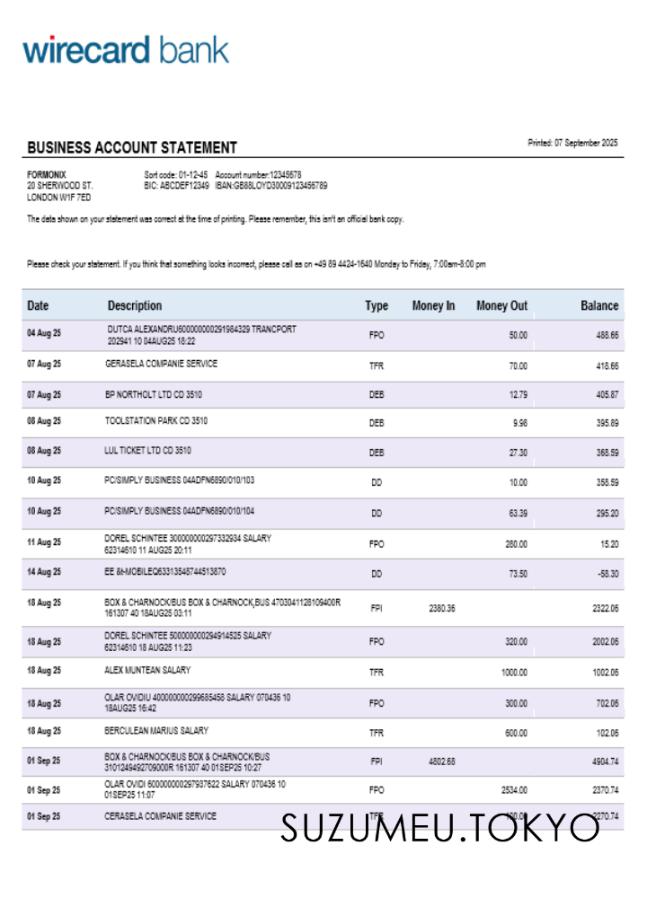 wirecard bank
BUSINESS ACCOUNT STATEMENT
Printed: 07 September 2025
FORMONIX
20 SHERWOOD ST.
LONDON W1F 7ED
Sort code: 01-12-45 Account number:12345678
BIC: ABCDEF12349 IBAN:GB88LOYD30009123456789
The data shown on your statement was correct at the time of printing. Please remember, this isn't an official bank copy.
Please check your statement. If you think that something looks incorrect, please call as on +49 89 4424-1640 Monday to Friday, 7:00am-8:00 pm
Date Description Type Money In Money Out Balance
04 Aug 25 DUTCA ALEXANDRU600000000291984329 TRANCPORT FPO 50.00 488.66
202941 10 04AUG25 18:22
07 Aug 25 GERASELA COMPANIE SERVICE TFR 70.00 418.66
07 Aug 25 BP NORTHOLT LTD CD 3510 DEB 12.79 405.87
08 Aug 25 TOOLSTATION PARK CD 3510 DEB 9.98 395.89
08 Aug 25 LUL TICKET LTD CD 3510 DEB 27.30 368.59
10 Aug 25 PC/SIMPLY BUSINESS 04ADFN6890/010/103 DD 10.00 358.59
10 Aug 25 PC/SIMPLY BUSINESS 04ADFN6890/010/104 DD 63.39 295.20
11 Aug 25 DOREL SCHINTEE 300000000297332934 SALARY FPO 280.00 15.20
62314610 11 AUG25 20:11
14 Aug 25 EE &t-MOBILEQ63313548744513870 DD 73.50 -58.30
18 Aug 25 BOX & CHARNOCK/BUS BOX & CHARNOCK,BUS 4703041128109400R FPI 2380.36 2322.06
161307 40 18AUG25 03:11
18 Aug 25 DOREL SCHINTEE 500000000294914525 SALARY FPO 320.00 2002.06
62314618 18 AUG25 11:23
18 Aug 25 ALEX MUNTEAN SALARY TFR 1000.00 1002.06
18 Aug 25 OLAR OVIDIU 400000000299685458 SALARY 070436 10 FPO 300.00 702.06
18AUG25 16:42
18 Aug 25 BERCULEAN MARIUS SALARY TFR 600.00 102.06
01 Sep 25 BOX & CHARNOCK/BUS BOX & CHARNOCK/BUS FPI 4802.68 4904.74
3101249492709000R 161307 40 01SEP25 10:27
01 Sep 25 OLAR OVIDI 600000000297937622 SALARY 070436 10 FPO 2534.00 2370.74
01SEP25 11:07
01 Sep 25 CERASELA COMPANIE SERVICE TFR 100.00 2270.74
SUZUMEU.TOKYO